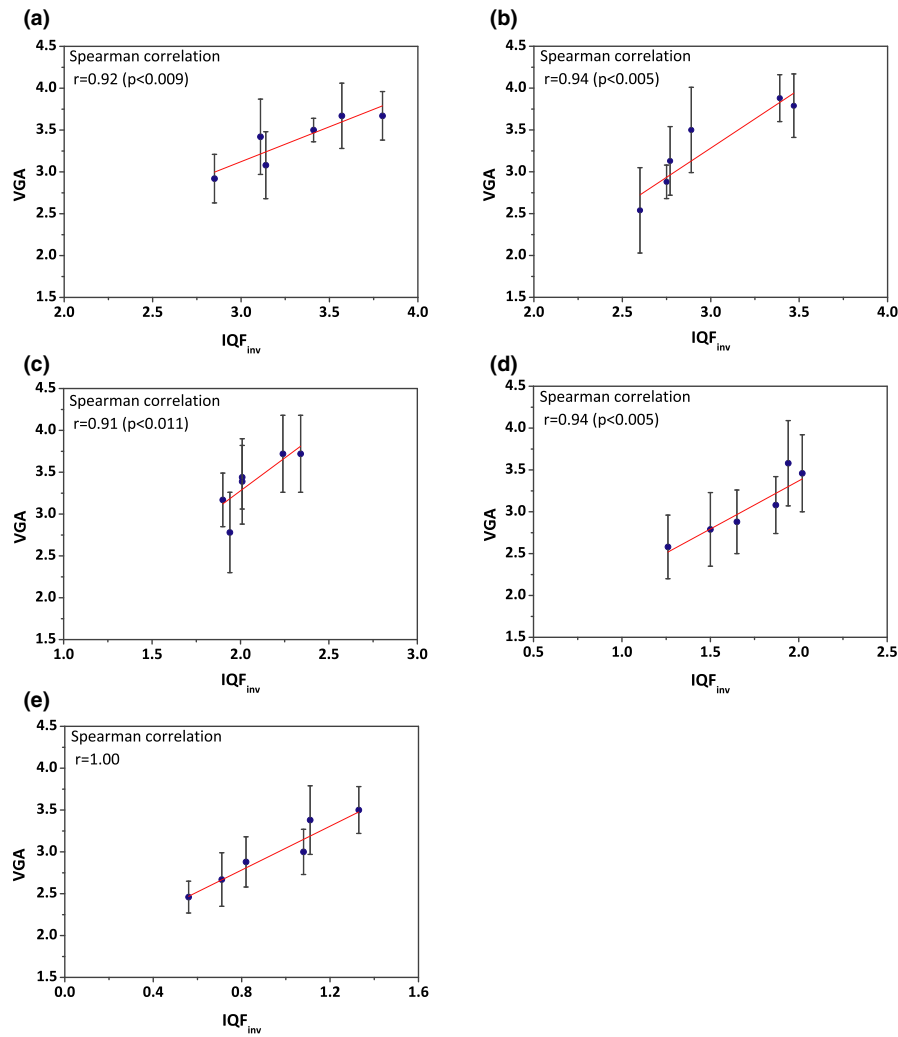 (a)
Spearman correlation
r=0.92 (p<0.009)
4.5
4.0
3.5
3.0
2.5
2.0
1.5
VGA
2.0
2.5
3.0
3.5
4.0
IQFinv
(b)
Spearman correlation
r=0.94 (p<0.005)
4.5
4.0
3.5
3.0
2.5
2.0
1.5
VGA
2.0
2.5
3.0
3.5
4.0
IQFinv
(c)
Spearman correlation
r=0.91 (p<0.011)
4.5
4.0
3.5
3.0
2.5
2.0
1.5
VGA
1.0
1.5
2.0
2.5
3.0
IQFinv
(d)
Spearman correlation
r=0.94 (p<0.005)
4.5
4.0
3.5
3.0
2.5
2.0
1.5
VGA
0.5
1.0
1.5
2.0
2.5
IQFinv
(e)
Spearman correlation
r=1.00
4.5
4.0
3.5
3.0
2.5
2.0
1.5
VGA
0.0
0.4
0.8
1.2
1.6
IQFinv